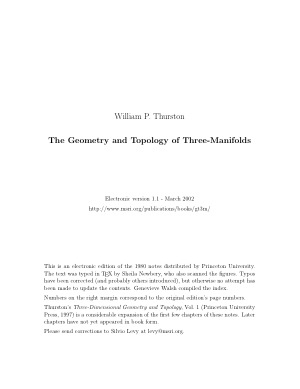 William P. Thurston
The Geometry and Topology of Three-Manifolds
Electronic version 1.1 - March 2002
http://www.msri.org/publications/books/gt3m/
This is an electronic edition of the 1980 notes distributed by Princeton University.
The text was typed in TEX by Sheila Newbery, who also scanned the figures. Typos
have been corrected (and probably others introduced), but otherwise no attempt has
been made to update the contents. Genevieve Walsh compiled the index.
Numbers on the right margin correspond to the original edition's page numbers.
Thurston's Three-Dimensional Geometry and Topology, Vol. 1 (Princeton University
Press, 1997) is a considerable expansion of the first few chapters of these notes. Later
chapters have not yet appeared in book form.
Please send corrections to Silvio Levy at levy@msri.org.